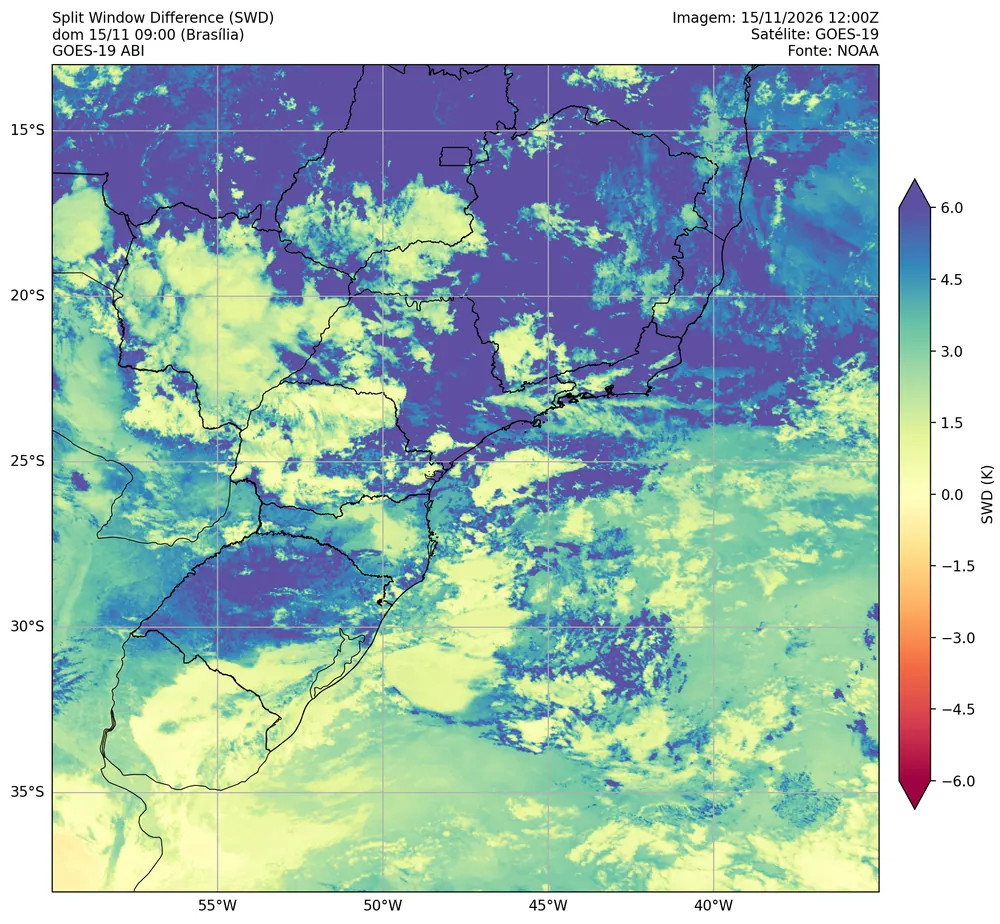 Split Window Difference (SWD)
dom 15/11 09:00 (Brasília)
GOES-19 ABI
Imagem: 15/11/2026 12:00Z
Satélite: GOES-19
Fonte: NOAA
15°S
20°S
25°S
30°S
35°S
55°W
50°W
45°W
40°W
6.0
4.5
3.0
1.5
0.0
−1.5
−3.0
−4.5
−6.0
SWD (K)